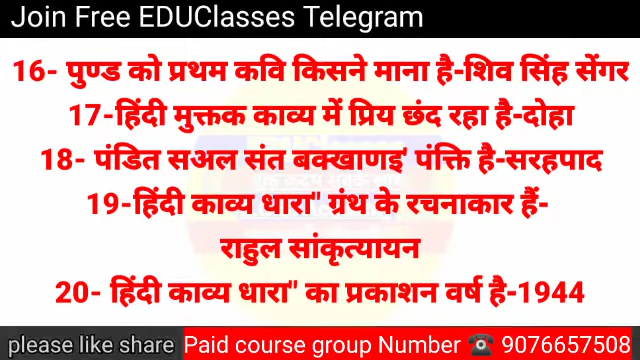 Join Free EDUClasses Telegram
16- पुण्ड को प्रथम कवि किसने माना है-शिव सिंह सेंगर
17-हिंदी मुक्तक काव्य में प्रिय छंद रहा है-दोहा
18- पंडित सअल संत बक्खाणइ' पंक्ति है-सरहपाद
19-हिंदी काव्य धारा" ग्रंथ के रचनाकार हैं-
राहुल सांकृत्यायन
20- हिंदी काव्य धारा" का प्रकाशन वर्ष है-1944
please like share Paid course group Number ☎ 9076657508